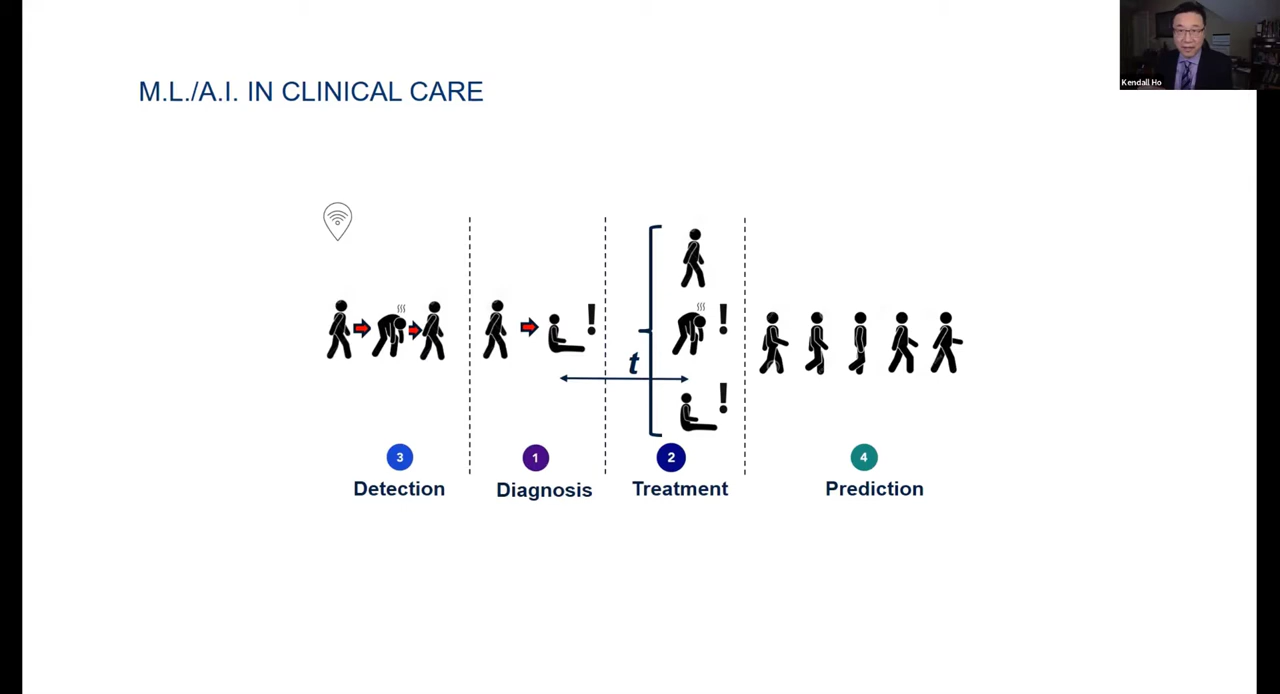 Kendall Ho
M.L./A.I. IN CLINICAL CARE
!
!
!
t
3
1
2
4
Detection
Diagnosis
Treatment
Prediction